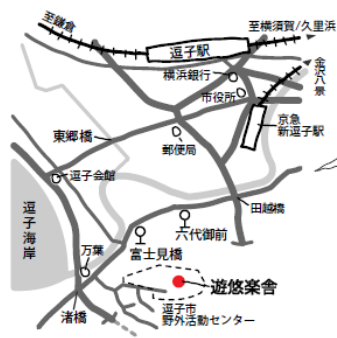 至鎌倉
逗子駅
至横須賀/久里浜
横浜銀行
金沢八景
市役所
京急
新逗子駅
東郷橋
郵便局
逗子会館
田越橋
逗子海岸
六代御前
富士見橋
万葉
遊悠楽舎
渚橋
逗子市
野外活動センター